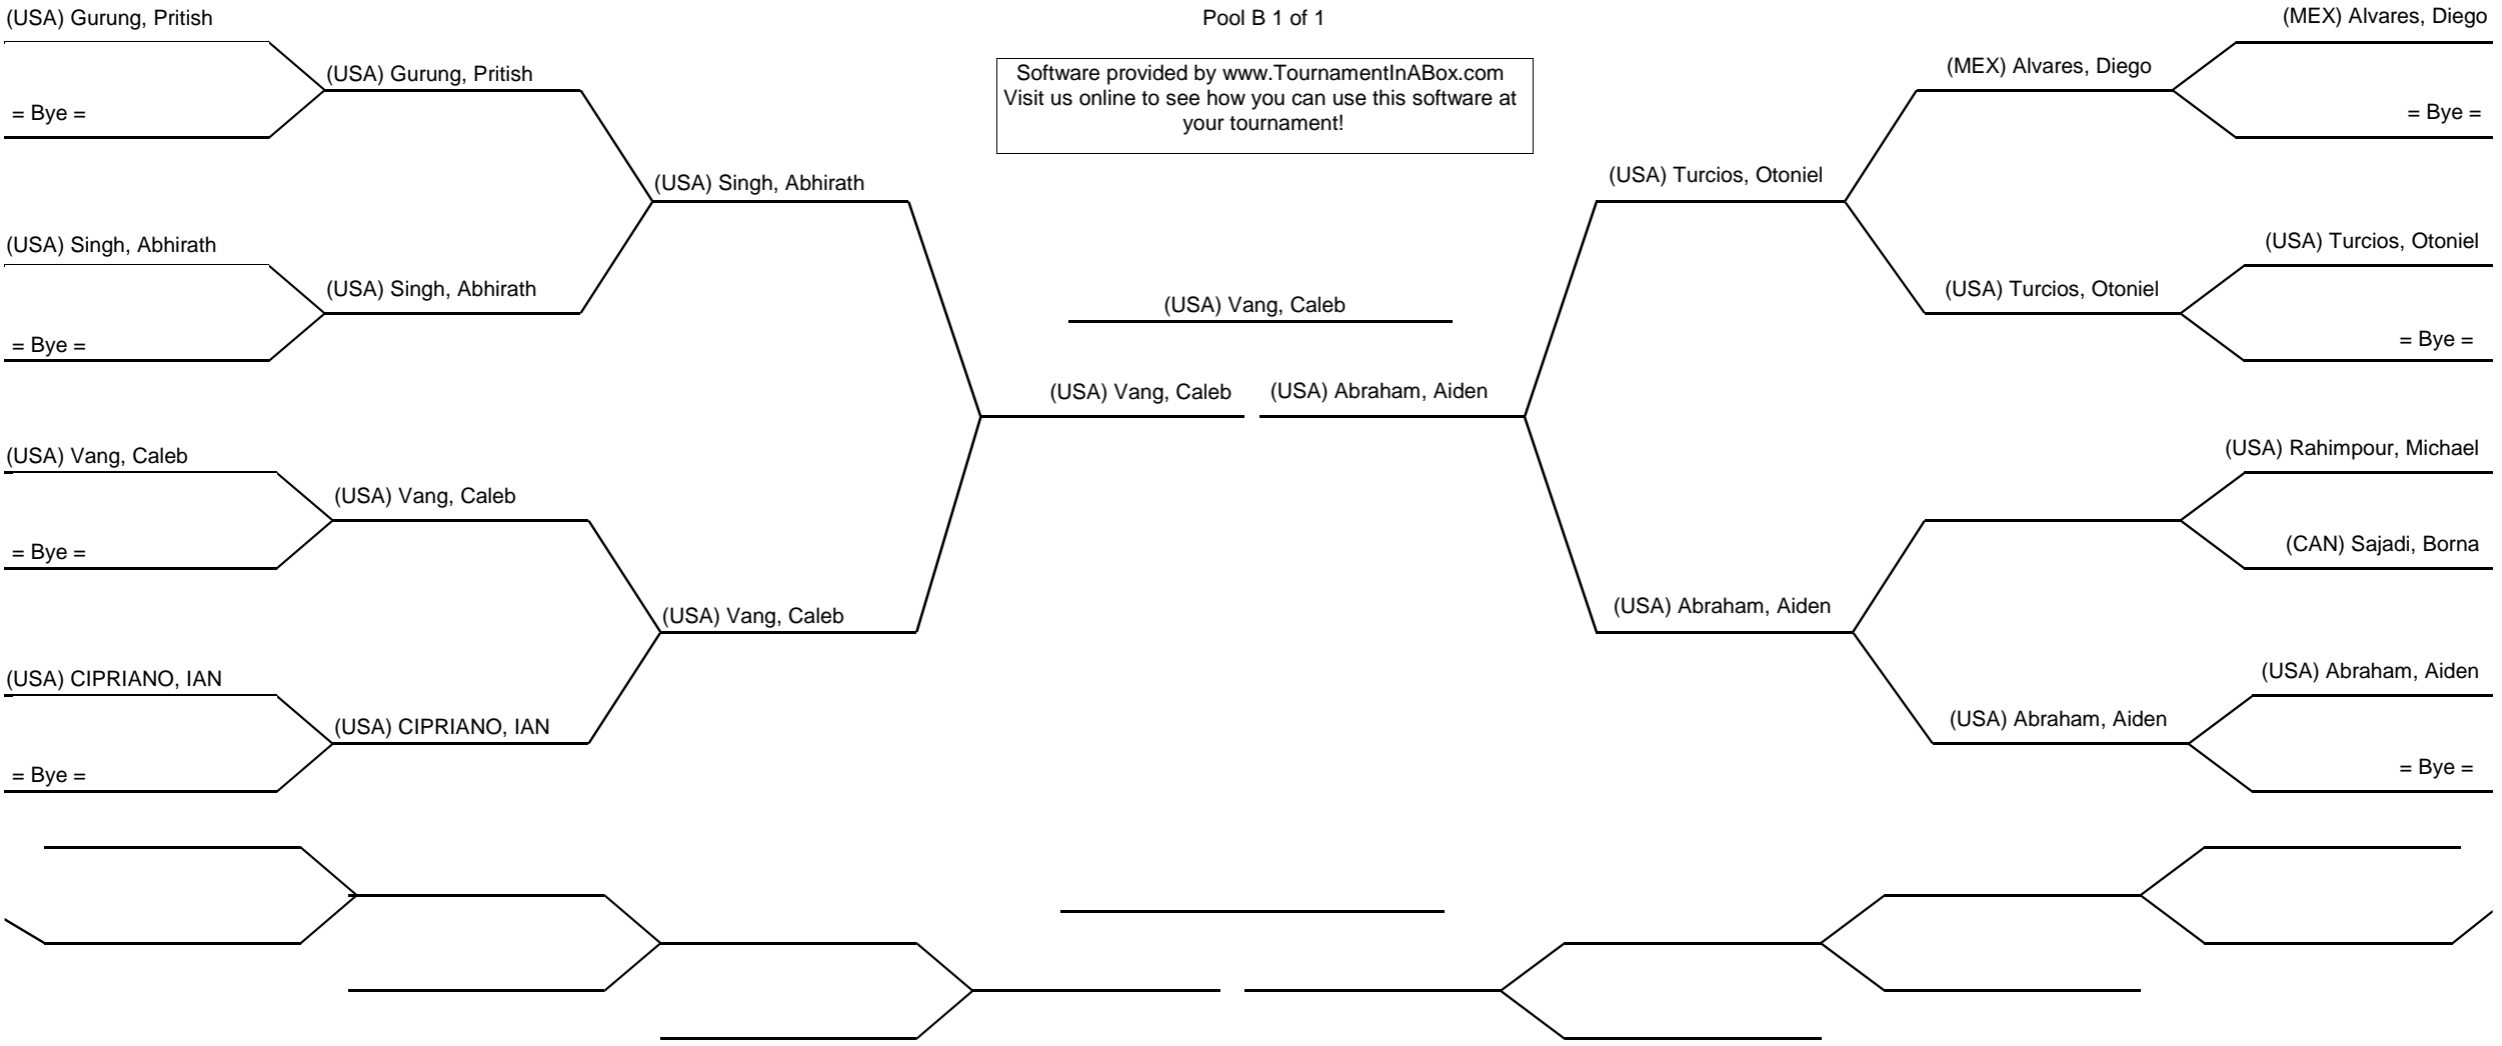 Pool B 1 of 1
Software provided by www.TournamentInABox.com
Visit us online to see how you can use this software at
your tournament!
(USA) Gurung, Pritish
(USA) Gurung, Pritish
= Bye =
(USA) Singh, Abhirath
(USA) Singh, Abhirath
(USA) Singh, Abhirath
= Bye =
(USA) Vang, Caleb
(USA) Vang, Caleb
= Bye =
(USA) Vang, Caleb
(USA) CIPRIANO, IAN
(USA) CIPRIANO, IAN
= Bye =
(USA) Vang, Caleb
(USA) Vang, Caleb
(USA) Abraham, Aiden
(MEX) Alvares, Diego
(MEX) Alvares, Diego
= Bye =
(USA) Turcios, Otoniel
(USA) Turcios, Otoniel
(USA) Turcios, Otoniel
= Bye =
(USA) Rahimpour, Michael
(CAN) Sajadi, Borna
(USA) Abraham, Aiden
(USA) Abraham, Aiden
(USA) Abraham, Aiden
= Bye =